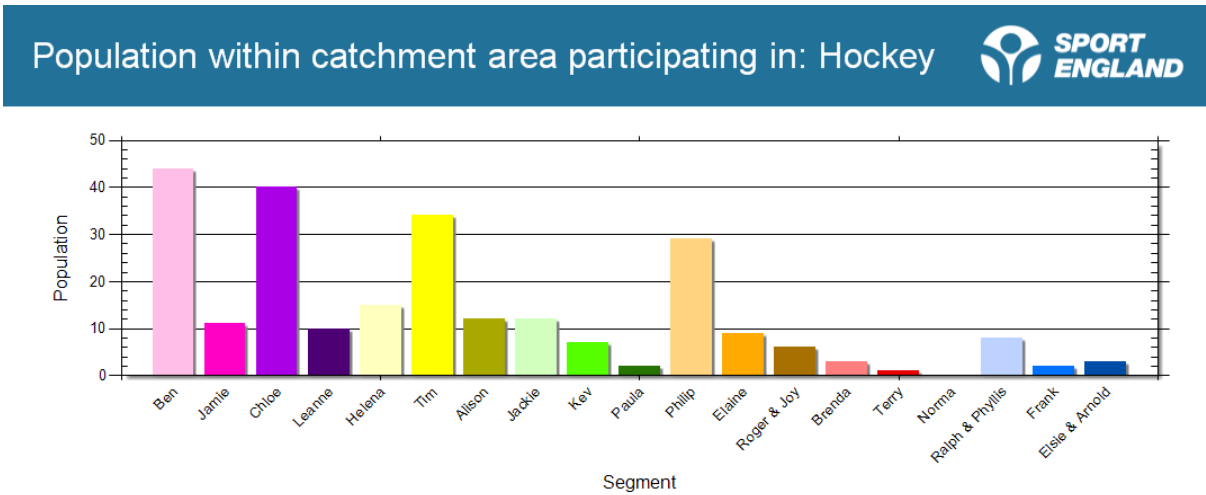 Population within catchment area participating in: Hockey
SPORT
ENGLAND
50
40
30
20
10
0
Population
Ben
Jamie
Chloe
Leanne
Helena
Tim
Alison
Jackie
Kev
Paula
Philip
Elaine
Roger & Joy
Brenda
Terry
Norma
Ralph & Phyllis
Frank
Elsie & Arnold
Segment